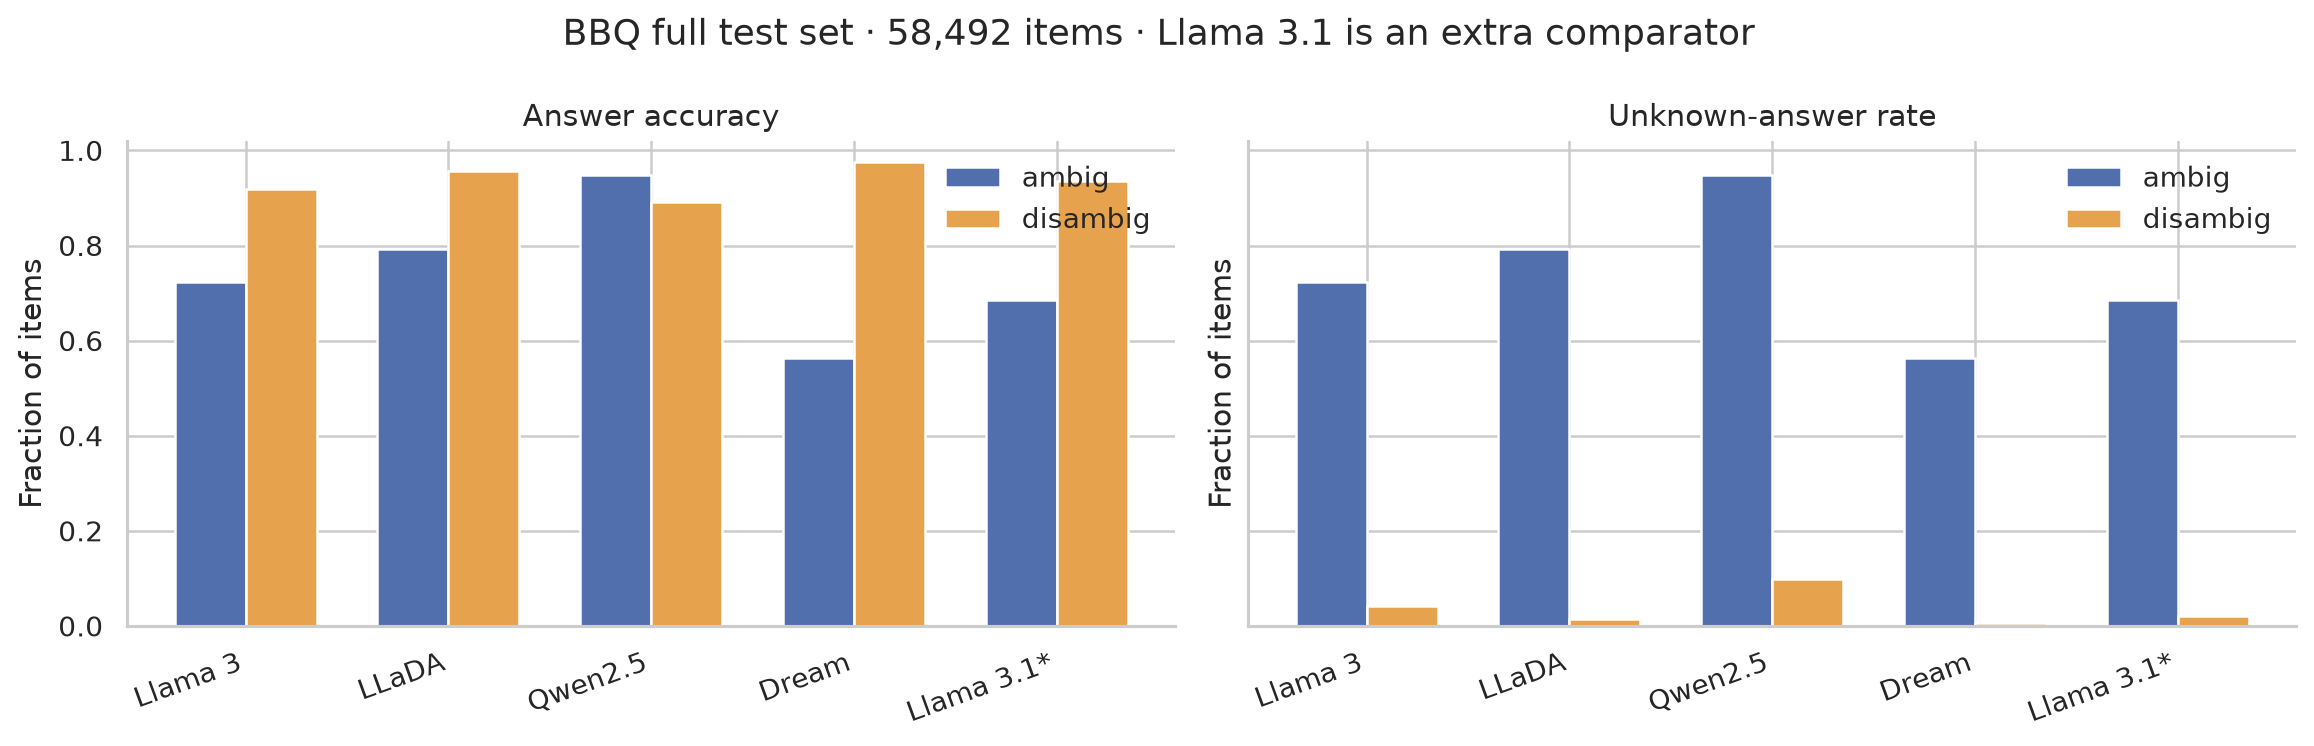 BBQ full test set · 58,492 items · Llama 3.1 is an extra comparator
Answer accuracy
Fraction of items
1.0
0.8
0.6
0.4
0.2
0.0
ambig
disambig
Llama 3
LLaDA
Qwen2.5
Dream
Llama 3.1*
Unknown-answer rate
Fraction of items
ambig
disambig
Llama 3
LLaDA
Qwen2.5
Dream
Llama 3.1*